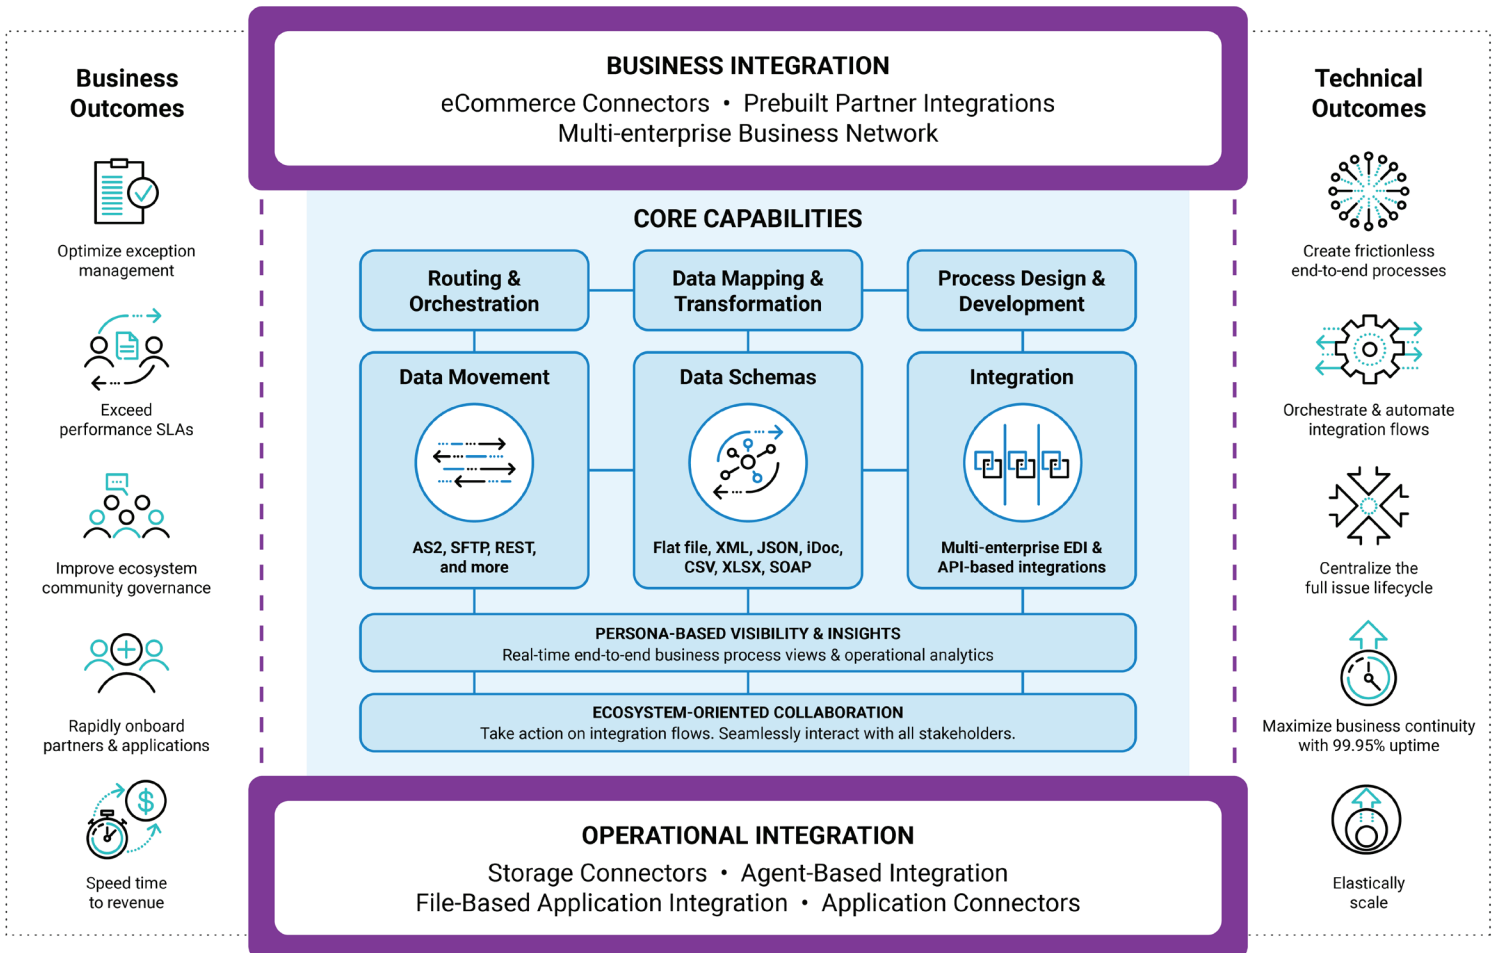 Business
Outcomes
Optimize exception
management
Exceed
performance SLAs
Improve ecosystem
community governance
Rapidly onboard
partners & applications
Speed time
to revenue
BUSINESS INTEGRATION
eCommerce Connectors • Prebuilt Partner Integrations
Multi-enterprise Business Network
CORE CAPABILITIES
Routing &
Orchestration
Data Mapping &
Transformation
Process Design &
Development
Data Movement
AS2, SFTP, REST,
and more
Data Schemas
Flat file, XML, JSON, iDoc,
CSV, XLSX, SOAP
Integration
Multi-enterprise EDI &
API-based integrations
PERSONA-BASED VISIBILITY & INSIGHTS
Real-time end-to-end business process views & operational analytics
ECOSYSTEM-ORIENTED COLLABORATION
Take action on integration flows. Seamlessly interact with all stakeholders.
OPERATIONAL INTEGRATION
Storage Connectors • Agent-Based Integration
File-Based Application Integration • Application Connectors
Technical
Outcomes
Create frictionless
end-to-end processes
Orchestrate & automate
integration flows
Centralize the
full issue lifecycle
Maximize business continuity
with 99.95% uptime
Elastically
scale